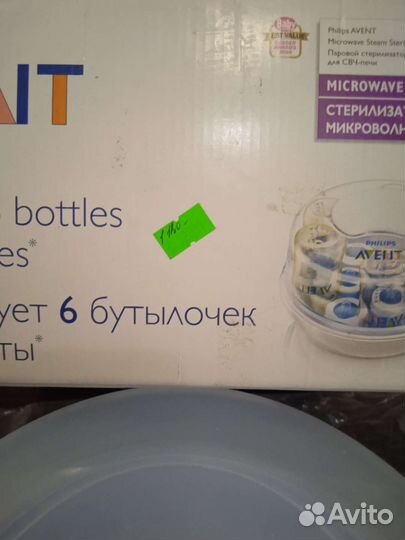 AIT
Philips AVENT
Microwave Steam Steri
Паровой стерилизатор
для СВЧ-печи
MICROWAVE
СТЕРИЛИЗА
МИКРОВОЛН
bottles
es*
ует 6 бутылочек
ты*
PHILIPS
AVENT
Avito